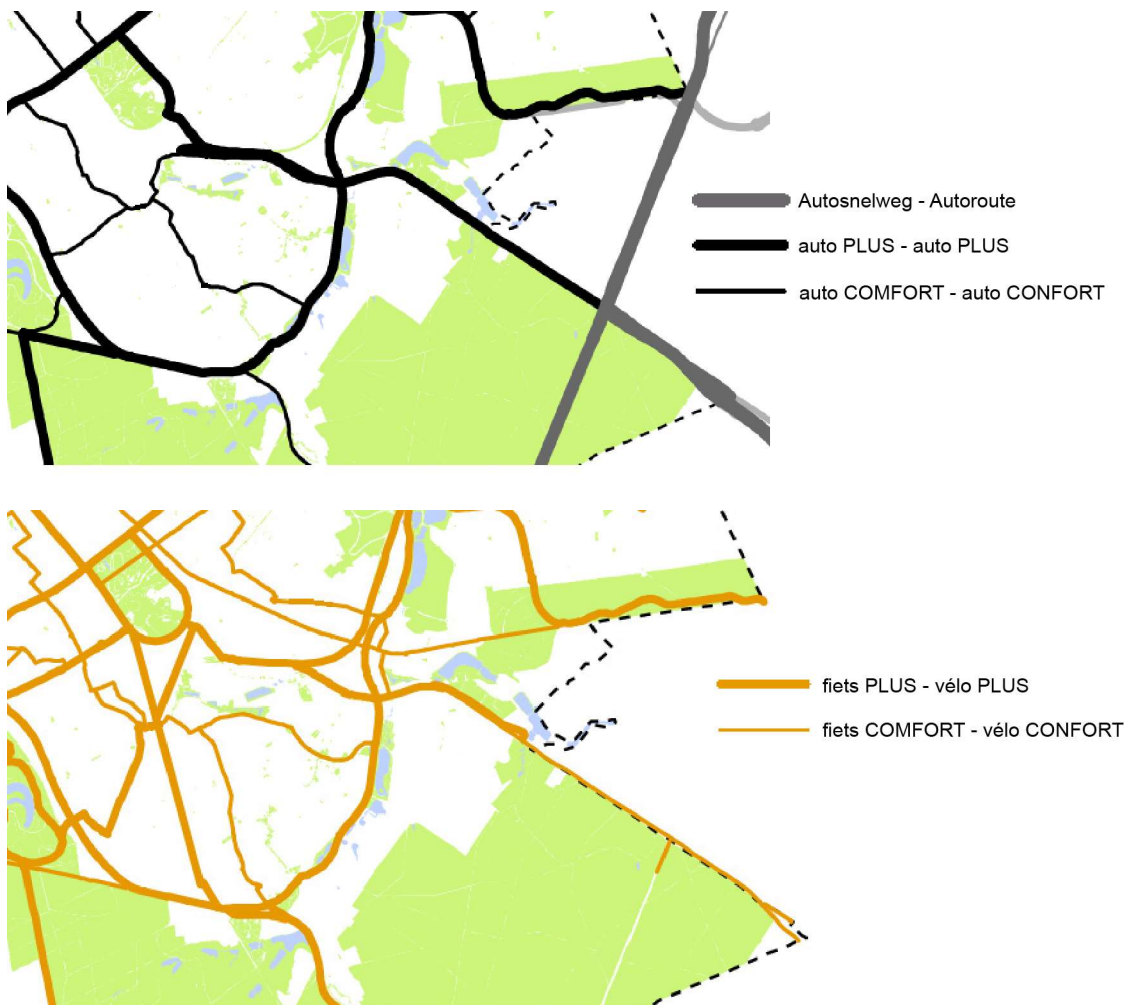 Autosnelweg - Autoroute
auto PLUS - auto PLUS
auto COMFORT - auto CONFORT
fiets PLUS - vélo PLUS
fiets COMFORT - vélo CONFORT